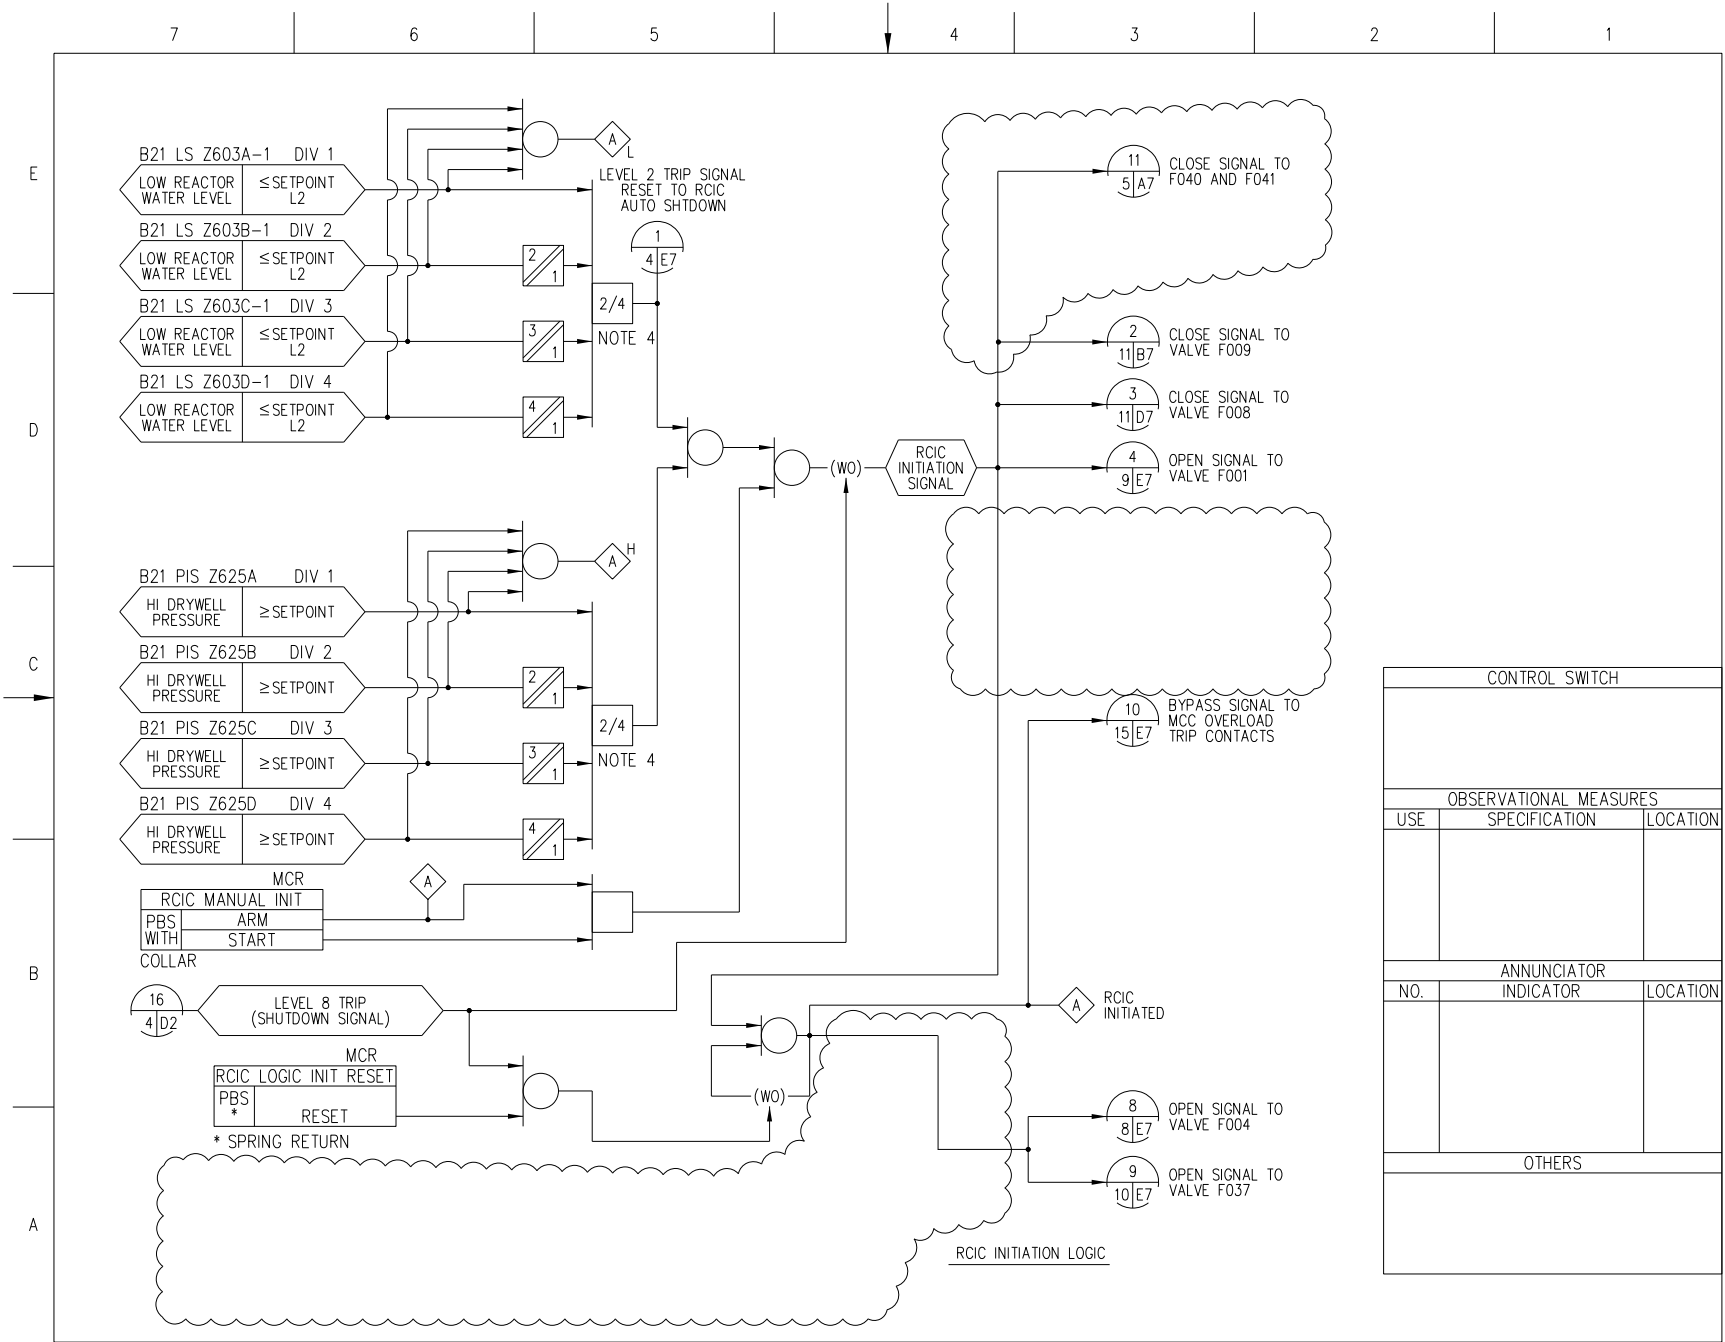 7 6 5 4 3 2 1
E
D
C
B
A
B21 LS Z603A-1 DIV 1
LOW REACTOR
WATER LEVEL
≤SETPOINT
L2
B21 LS Z603B-1 DIV 2
LOW REACTOR
WATER LEVEL
≤SETPOINT
L2
B21 LS Z603C-1 DIV 3
LOW REACTOR
WATER LEVEL
≤SETPOINT
L2
B21 LS Z603D-1 DIV 4
LOW REACTOR
WATER LEVEL
≤SETPOINT
L2
A
L
LEVEL 2 TRIP SIGNAL
RESET TO RCIC
AUTO SHTDOWN
1
4 E7
2
1
3
1
4
1
2/4
NOTE 4
B21 PIS Z625A DIV 1
HI DRYWELL
PRESSURE
≥SETPOINT
B21 PIS Z625B DIV 2
HI DRYWELL
PRESSURE
≥SETPOINT
B21 PIS Z625C DIV 3
HI DRYWELL
PRESSURE
≥SETPOINT
B21 PIS Z625D DIV 4
HI DRYWELL
PRESSURE
≥SETPOINT
A
H
2
1
3
1
4
1
2/4
NOTE 4
MCR
RCIC MANUAL INIT
PBS
WITH
ARM
START
COLLAR
A
16
4 D2
LEVEL 8 TRIP
(SHUTDOWN SIGNAL)
MCR
RCIC LOGIC INIT RESET
PBS
*
RESET
* SPRING RETURN
(WO)
RCIC
INITIATION
SIGNAL
(WO)
11
5 A7
CLOSE SIGNAL TO
F040 AND F041
2
11 B7
CLOSE SIGNAL TO
VALVE F009
3
11 D7
CLOSE SIGNAL TO
VALVE F008
4
9 E7
OPEN SIGNAL TO
VALVE F001
10
15 E7
BYPASS SIGNAL TO
MCC OVERLOAD
TRIP CONTACTS
A
RCIC
INITIATED
8
8 E7
OPEN SIGNAL TO
VALVE F004
9
10 E7
OPEN SIGNAL TO
VALVE F037
RCIC INITIATION LOGIC
CONTROL SWITCH
OBSERVATIONAL MEASURES
USE SPECIFICATION LOCATION
ANNUNCIATOR
NO. INDICATOR LOCATION
OTHERS